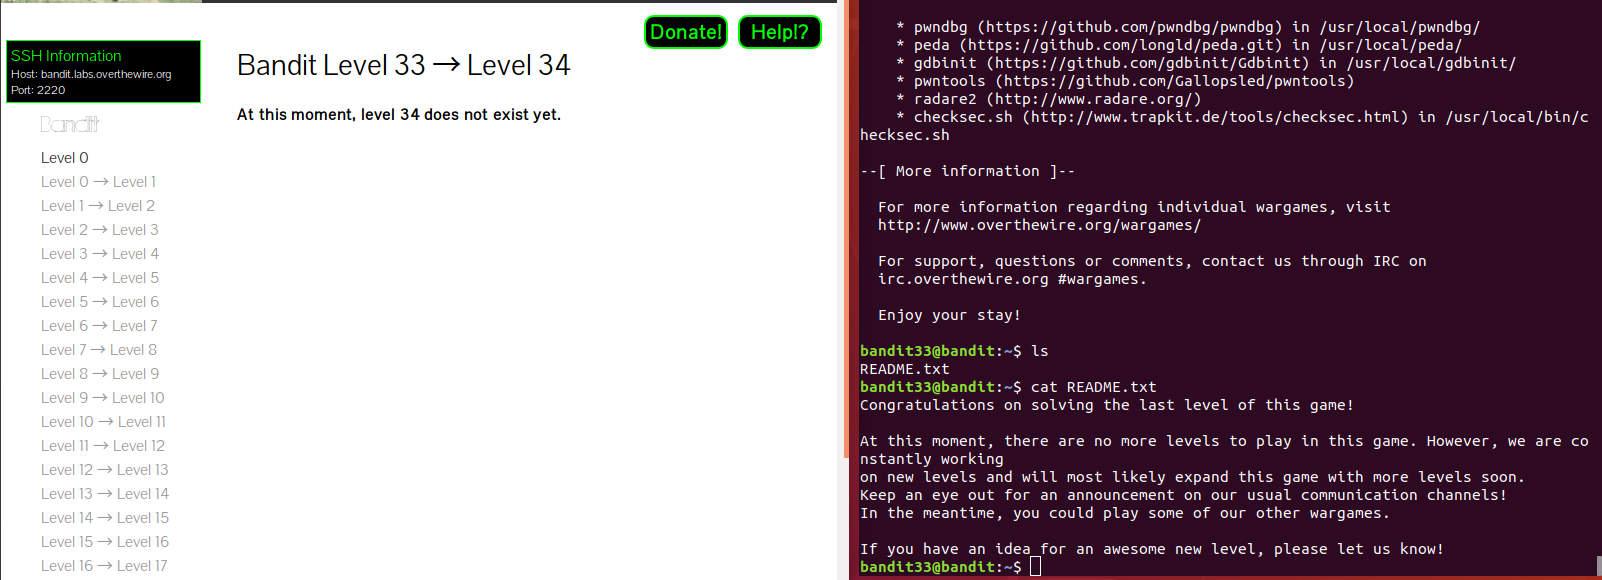 Donate!
Help!?
SSH Information
Host: bandit.labs.overthewire.org
Port: 2220
Bandit
Level 0
Level 0 → Level 1
Level 1 → Level 2
Level 2 → Level 3
Level 3 → Level 4
Level 4 → Level 5
Level 5 → Level 6
Level 6 → Level 7
Level 7 → Level 8
Level 8 → Level 9
Level 9 → Level 10
Level 10 → Level 11
Level 11 → Level 12
Level 12 → Level 13
Level 13 → Level 14
Level 14 → Level 15
Level 15 → Level 16
Level 16 → Level 17
Bandit Level 33 → Level 34
At this moment, level 34 does not exist yet.
* pwndbg (https://github.com/pwndbg/pwndbg) in /usr/local/pwndbg/
* peda (https://github.com/longld/peda.git) in /usr/local/peda/
* gdbinit (https://github.com/gdbinit/Gdbinit) in /usr/local/gdbinit/
* pwntools (https://github.com/Gallopsled/pwntools)
* radare2 (http://www.radare.org/)
* checksec.sh (http://www.trapkit.de/tools/checksec.html) in /usr/local/bin/c
hecksec.sh
--[ More information ]--
For more information regarding individual wargames, visit
http://www.overthewire.org/wargames/
For support, questions or comments, contact us through IRC on
irc.overthewire.org #wargames.
Enjoy your stay!
bandit33@bandit:~$ ls
README.txt
bandit33@bandit:~$ cat README.txt
Congratulations on solving the last level of this game!
At this moment, there are no more levels to play in this game. However, we are co
nstantly working
on new levels and will most likely expand this game with more levels soon.
Keep an eye out for an announcement on our usual communication channels!
In the meantime, you could play some of our other wargames.
If you have an idea for an awesome new level, please let us know!
bandit33@bandit:~$